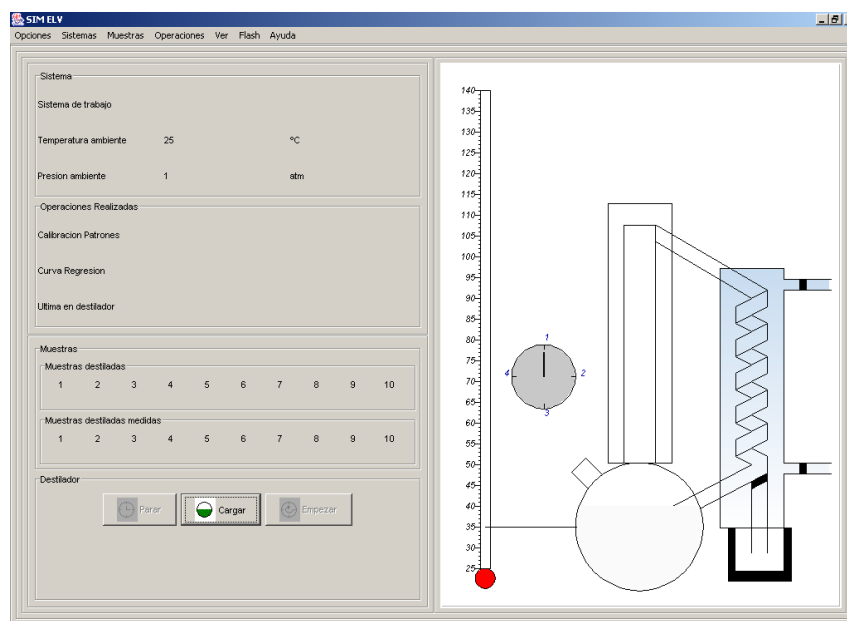 SIM ELV
Opciones Sistemas Muestras Operaciones Ver Flash Ayuda
Sistema
Sistema de trabajo
Temperatura ambiente 25 ºC
Presion ambiente 1 atm
Operaciones Realizadas
Calibracion Patrones
Curva Regresion
Ultima en destilador
Muestras
Muestras destiladas
1 2 3 4 5 6 7 8 9 10
Muestras destiladas medidas
1 2 3 4 5 6 7 8 9 10
Destilador
Parar Cargar Empezar
140
135
130
125
120
115
110
105
100
95
90
85
80
75
70
65
60
55
50
45
40
35
30
25
1
4 2
3